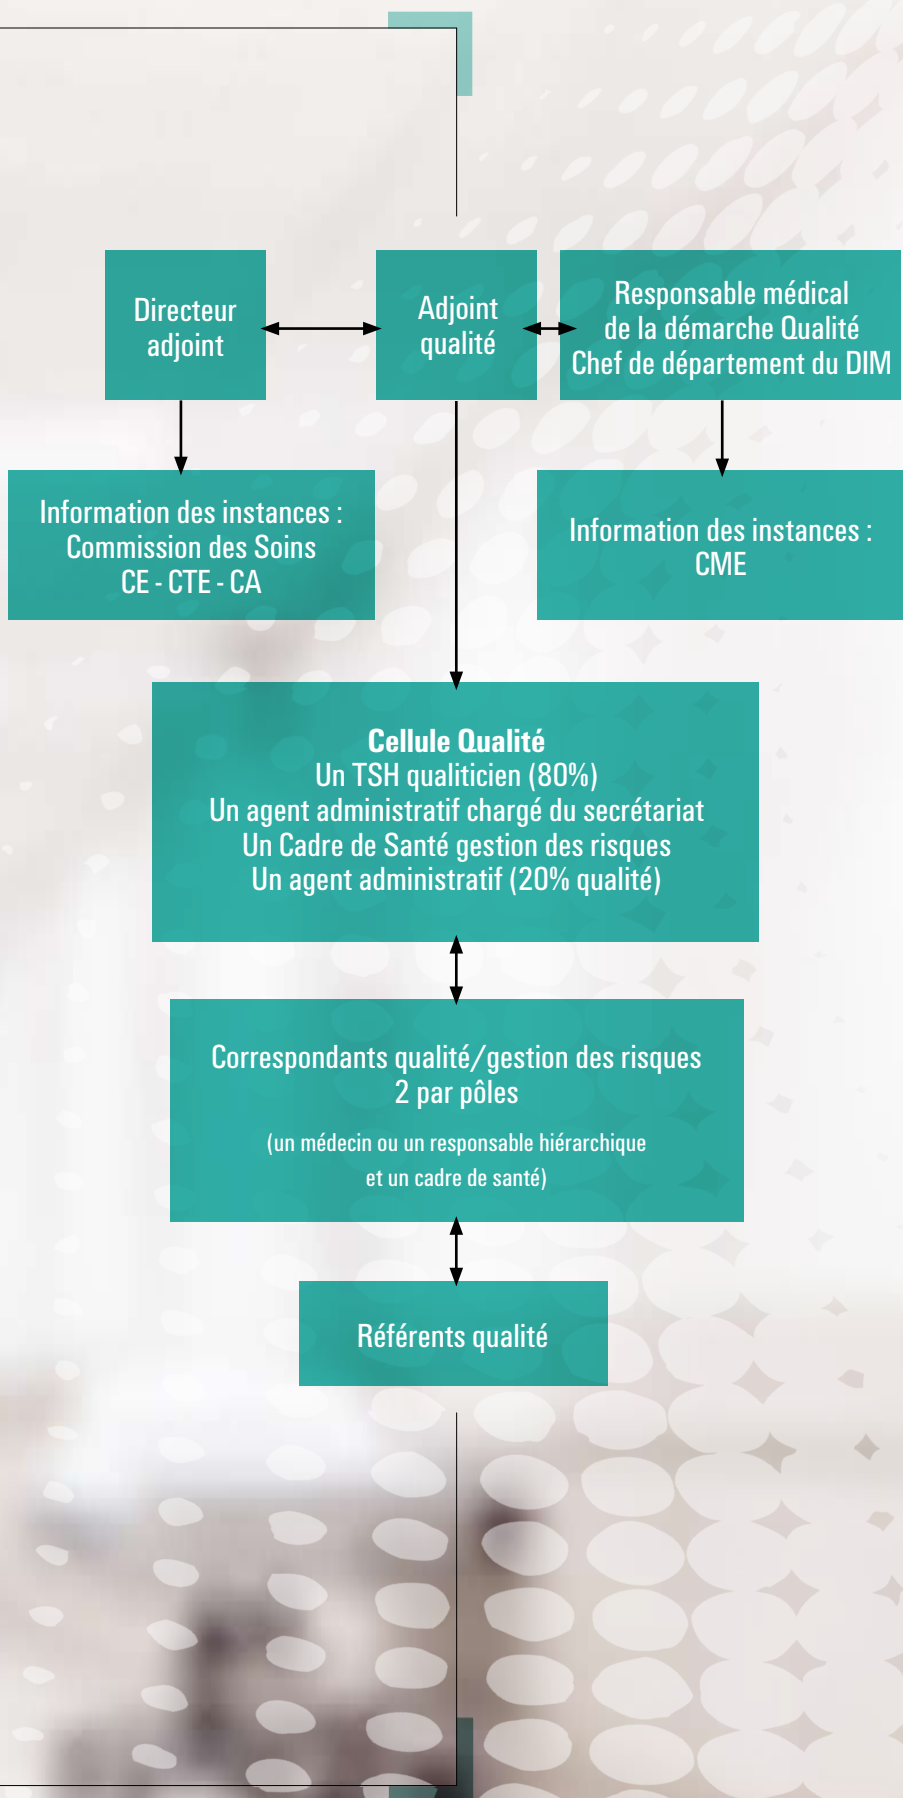 Directeur
adjoint
Adjoint
qualité
Responsable médical
de la démarche Qualité
Chef de département du DIM
Information des instances :
Commission des Soins
CE - CTE - CA
Information des instances :
CME
Cellule Qualité
Un TSH qualiticien (80%)
Un agent administratif chargé du secrétariat
Un Cadre de Santé gestion des risques
Un agent administratif (20% qualité)
Correspondants qualité/gestion des risques
2 par pôles
(un médecin ou un responsable hiérarchique
et un cadre de santé)
Référents qualité